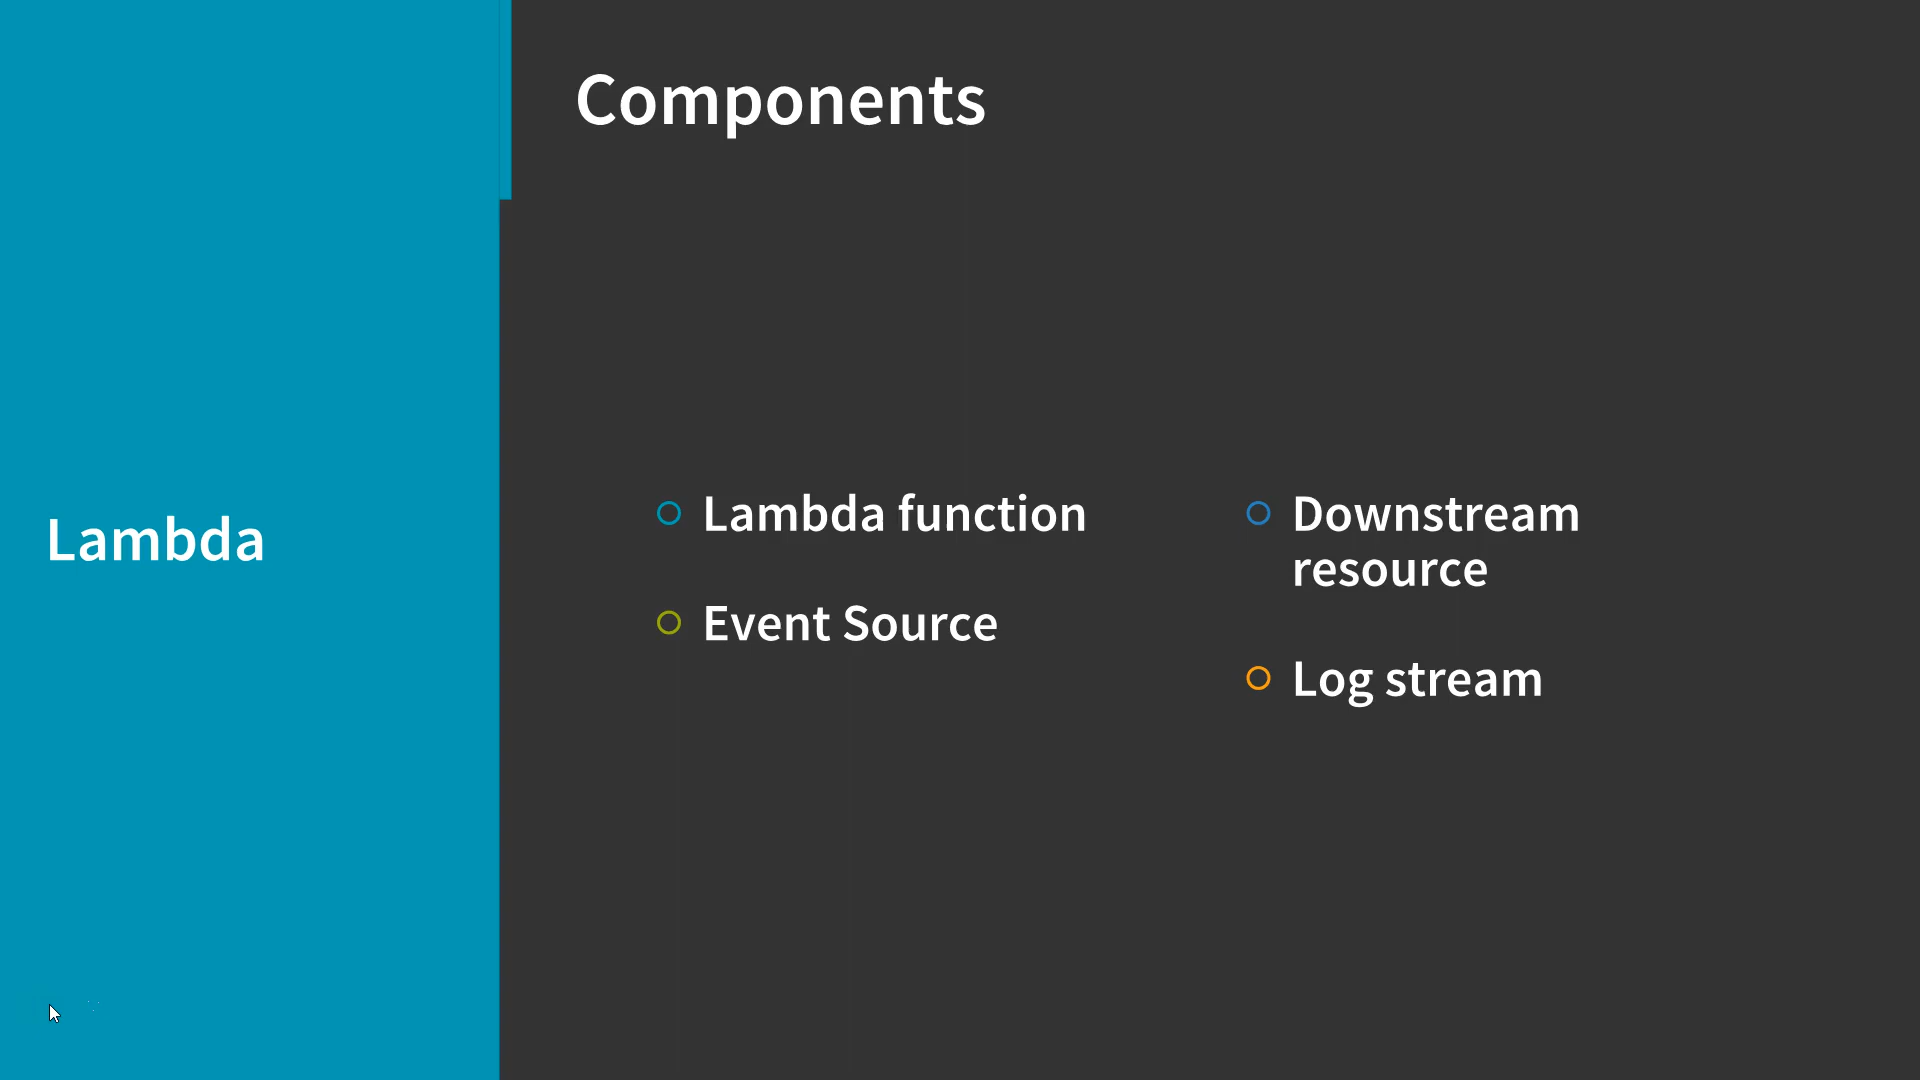 Components
Lambda
Lambda function
Event Source
Downstream
resource
Log stream